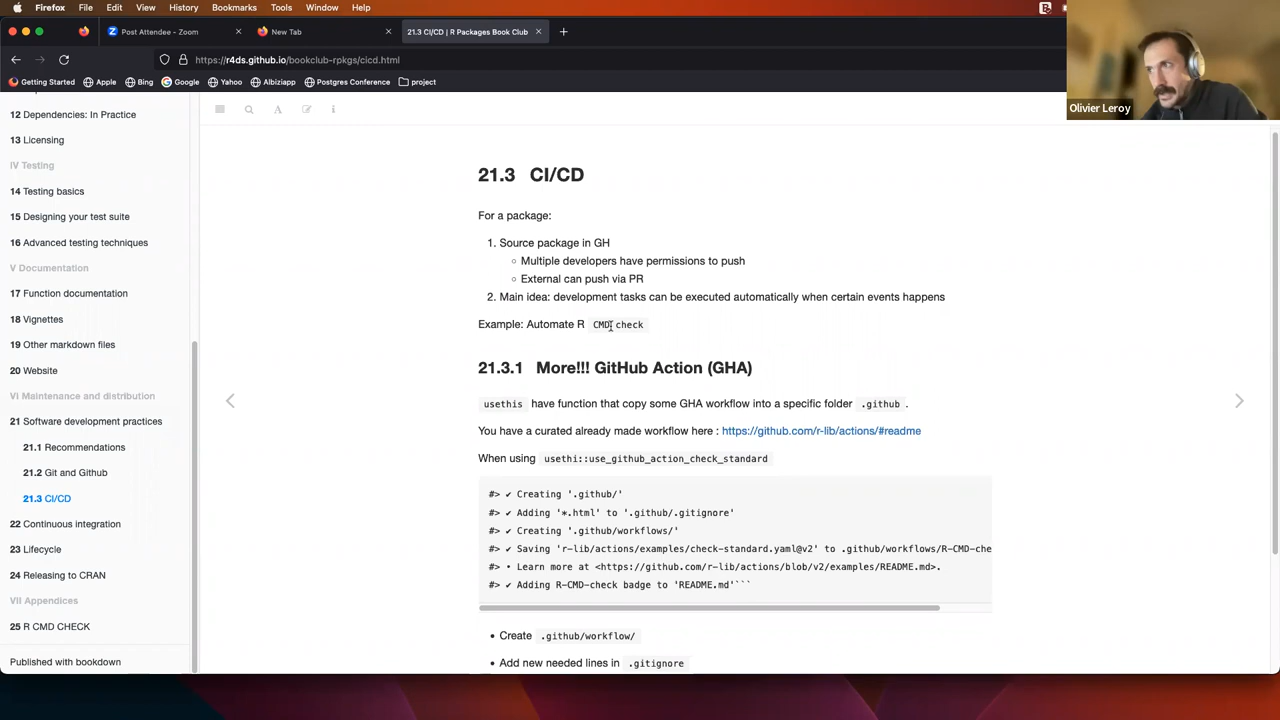 Firefox File Edit View History Bookmarks Tools Window Help
Post Attendee - Zoom
New Tab
21.3 CI/CD | R Packages Book Club
https://r4ds.github.io/bookclub-rpkgs/cicd.html
Getting Started Apple Bing Google Yahoo Albiziapp Postgres Conference project
Olivier Leroy
12 Dependencies: In Practice
13 Licensing
IV Testing
14 Testing basics
15 Designing your test suite
16 Advanced testing techniques
V Documentation
17 Function documentation
18 Vignettes
19 Other markdown files
20 Website
VI Maintenance and distribution
21 Software development practices
21.1 Recommendations
21.2 Git and Github
21.3 CI/CD
22 Continuous integration
23 Lifecycle
24 Releasing to CRAN
VII Appendices
25 R CMD CHECK
Published with bookdown
21.3 CI/CD
For a package:
1. Source package in GH
Multiple developers have permissions to push
External can push via PR
2. Main idea: development tasks can be executed automatically when certain events happens
Example: Automate R CMD check
21.3.1 More!!! GitHub Action (GHA)
usethis have function that copy some GHA workflow into a specific folder .github .
You have a curated already made workflow here : https://github.com/r-lib/actions/#readme
When using usethi::use_github_action_check_standard
#> ✔ Creating '.github/'
#> ✔ Adding '*.html' to '.github/.gitignore'
#> ✔ Creating '.github/workflows/'
#> ✔ Saving 'r-lib/actions/examples/check-standard.yaml@v2' to .github/workflows/R-CMD-che
#> • Learn more at <https://github.com/r-lib/actions/blob/v2/examples/README.md>.
#> ✔ Adding R-CMD-check badge to 'README.md'```
• Create .github/workflow/
• Add new needed lines in .gitignore